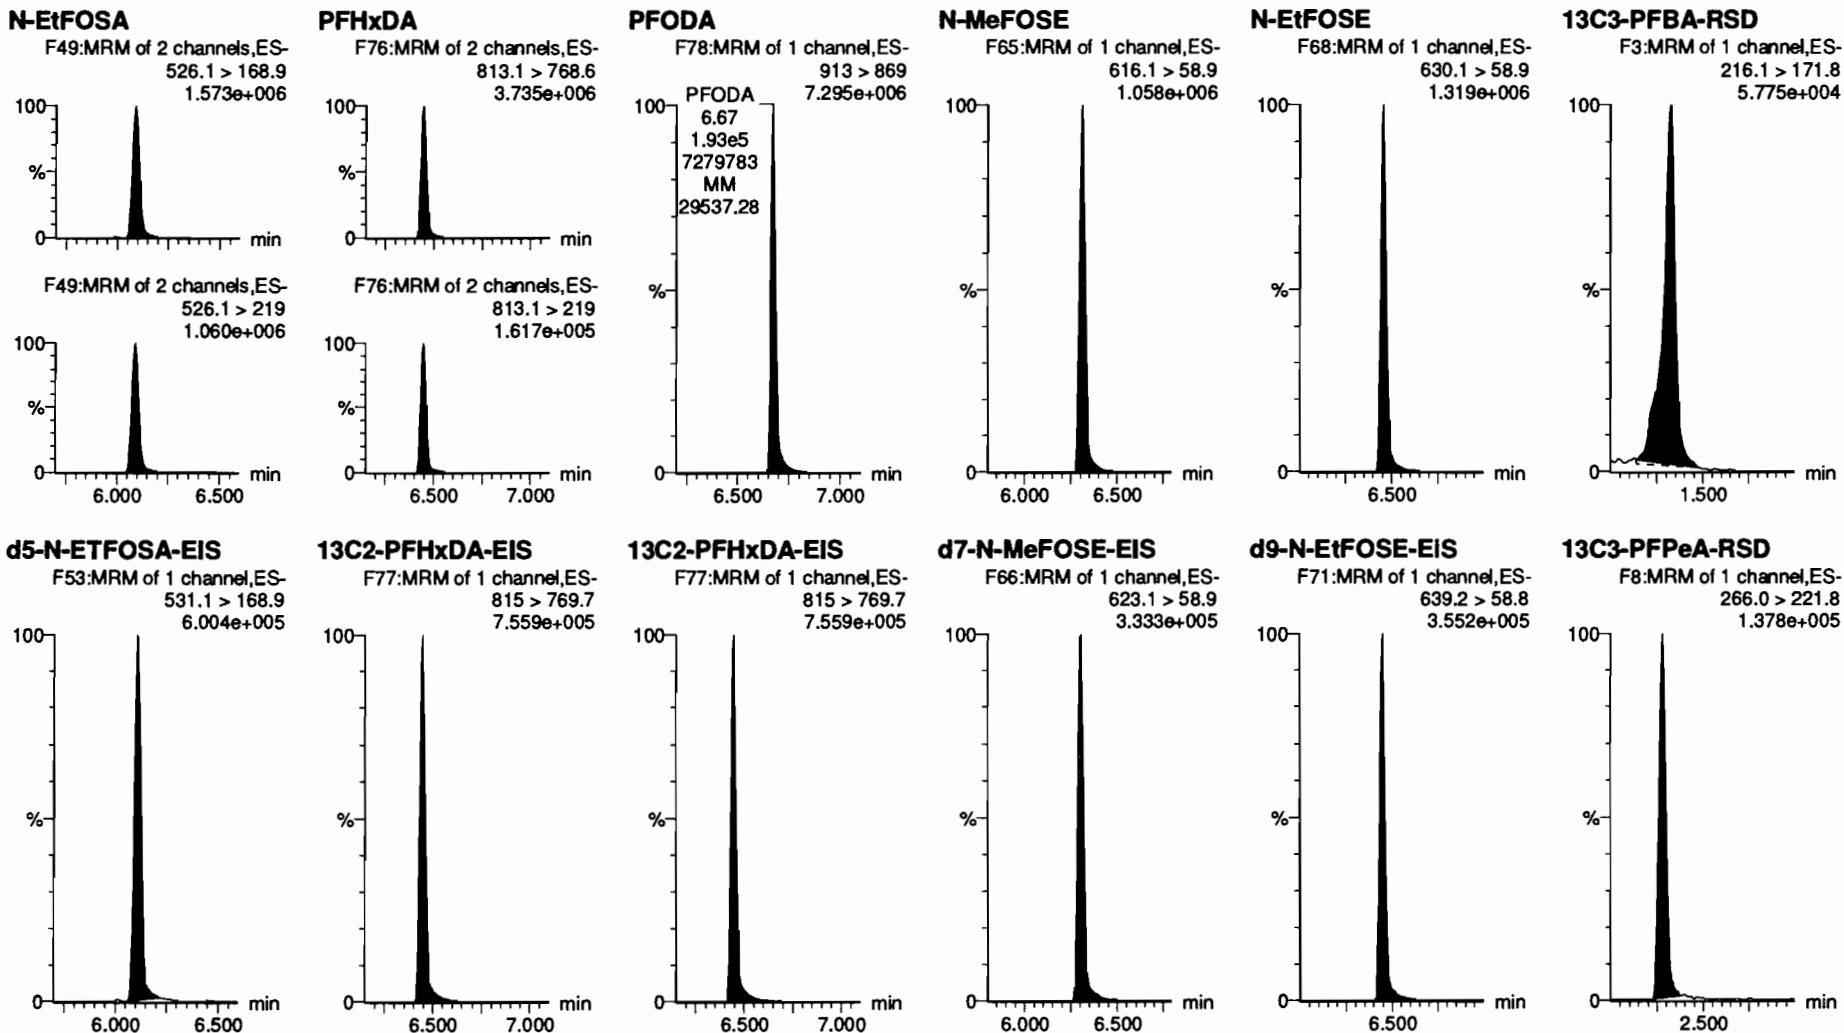 N-EtFOSA
F49:MRM of 2 channels,ES-
526.1 > 168.9
1.573e+006
100
%
0
min
F49:MRM of 2 channels,ES-
526.1 > 219
1.060e+006
100
%
0
min
6.000
6.500
PFHxDA
F76:MRM of 2 channels,ES-
813.1 > 768.6
3.735e+006
100
%
0
min
F76:MRM of 2 channels,ES-
813.1 > 219
1.617e+005
100
%
0
min
6.500
7.000
PFODA
F78:MRM of 1 channel,ES-
913 > 869
7.295e+006
100
PFODA
6.67
1.93e5
7279783
MM
29537.28
%
0
min
6.500
7.000
N-MeFOSE
F65:MRM of 1 channel,ES-
616.1 > 58.9
1.058e+006
100
%
0
min
6.000
6.500
N-EtFOSE
F68:MRM of 1 channel,ES-
630.1 > 58.9
1.319e+006
100
%
0
min
6.500
13C3-PFBA-RSD
F3:MRM of 1 channel,ES-
216.1 > 171.8
5.775e+004
100
%
0
min
1.500
d5-N-ETFOSA-EIS
F53:MRM of 1 channel,ES-
531.1 > 168.9
6.004e+005
100
%
0
min
6.000
6.500
13C2-PFHxDA-EIS
F77:MRM of 1 channel,ES-
815 > 769.7
7.559e+005
100
%
0
min
6.500
7.000
13C2-PFHxDA-EIS
F77:MRM of 1 channel,ES-
815 > 769.7
7.559e+005
100
%
0
min
6.500
7.000
d7-N-MeFOSE-EIS
F66:MRM of 1 channel,ES-
623.1 > 58.9
3.333e+005
100
%
0
min
6.000
6.500
d9-N-EtFOSE-EIS
F71:MRM of 1 channel,ES-
639.2 > 58.8
3.552e+005
100
%
0
min
6.500
13C3-PFPeA-RSD
F8:MRM of 1 channel,ES-
266.0 > 221.8
1.378e+005
100
%
0
min
2.500